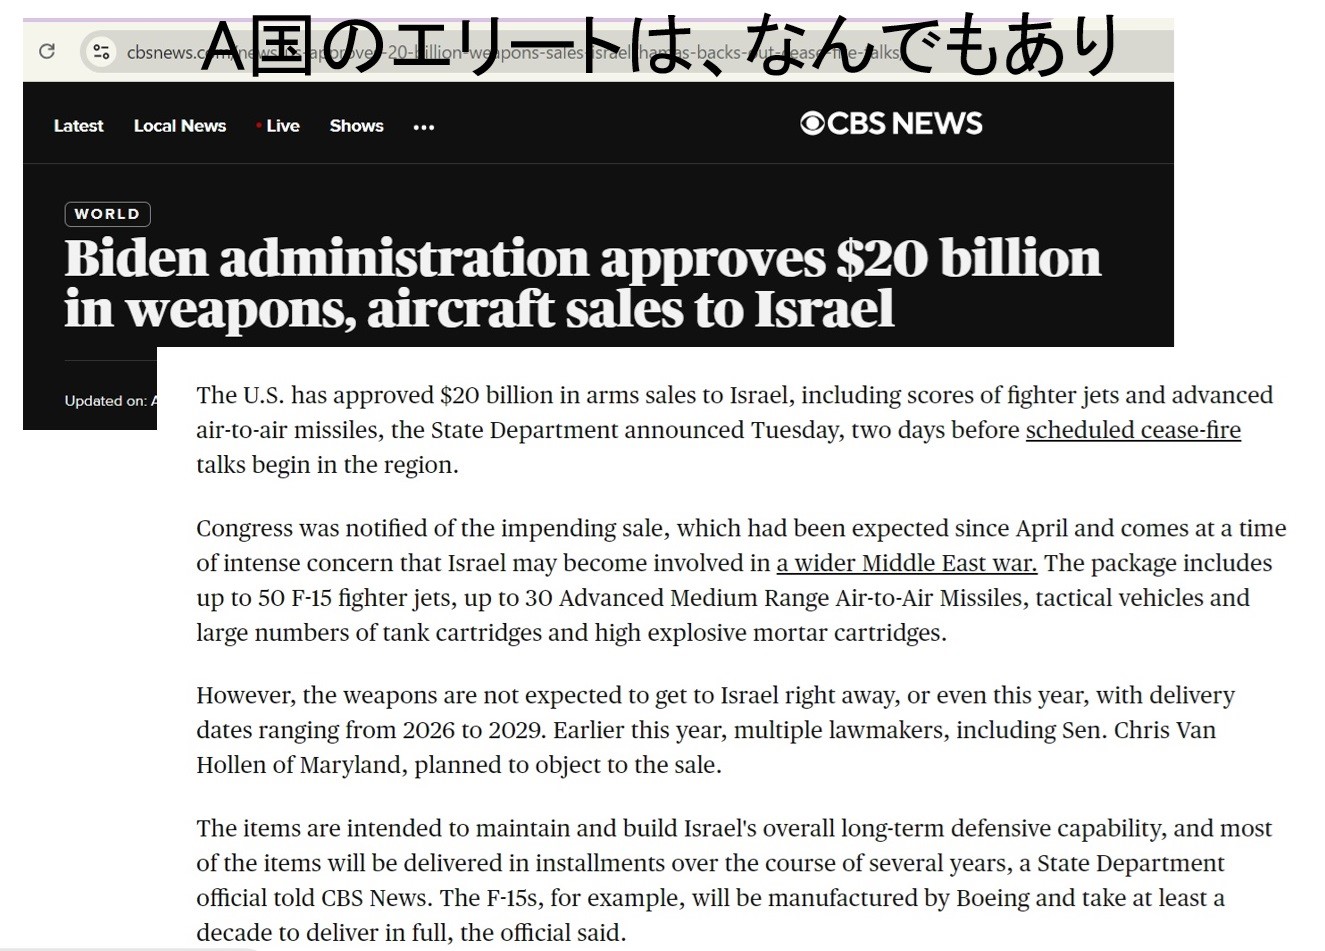 A国のエリートは、なんでもあり
cbsnews.com/news/us-approves-20-billion-weapons-sales-israel-hamas-backs-out-cease-fire-talks/
Latest Local News Live Shows ...
CBS NEWS
WORLD
Biden administration approves $20 billion
in weapons, aircraft sales to Israel
Updated on: A
The U.S. has approved $20 billion in arms sales to Israel, including scores of fighter jets and advanced
air-to-air missiles, the State Department announced Tuesday, two days before scheduled cease-fire
talks begin in the region.
Congress was notified of the impending sale, which had been expected since April and comes at a time
of intense concern that Israel may become involved in a wider Middle East war. The package includes
up to 50 F-15 fighter jets, up to 30 Advanced Medium Range Air-to-Air Missiles, tactical vehicles and
large numbers of tank cartridges and high explosive mortar cartridges.
However, the weapons are not expected to get to Israel right away, or even this year, with delivery
dates ranging from 2026 to 2029. Earlier this year, multiple lawmakers, including Sen. Chris Van
Hollen of Maryland, planned to object to the sale.
The items are intended to maintain and build Israel's overall long-term defensive capability, and most
of the items will be delivered in installments over the course of several years, a State Department
official told CBS News. The F-15s, for example, will be manufactured by Boeing and take at least a
decade to deliver in full, the official said.